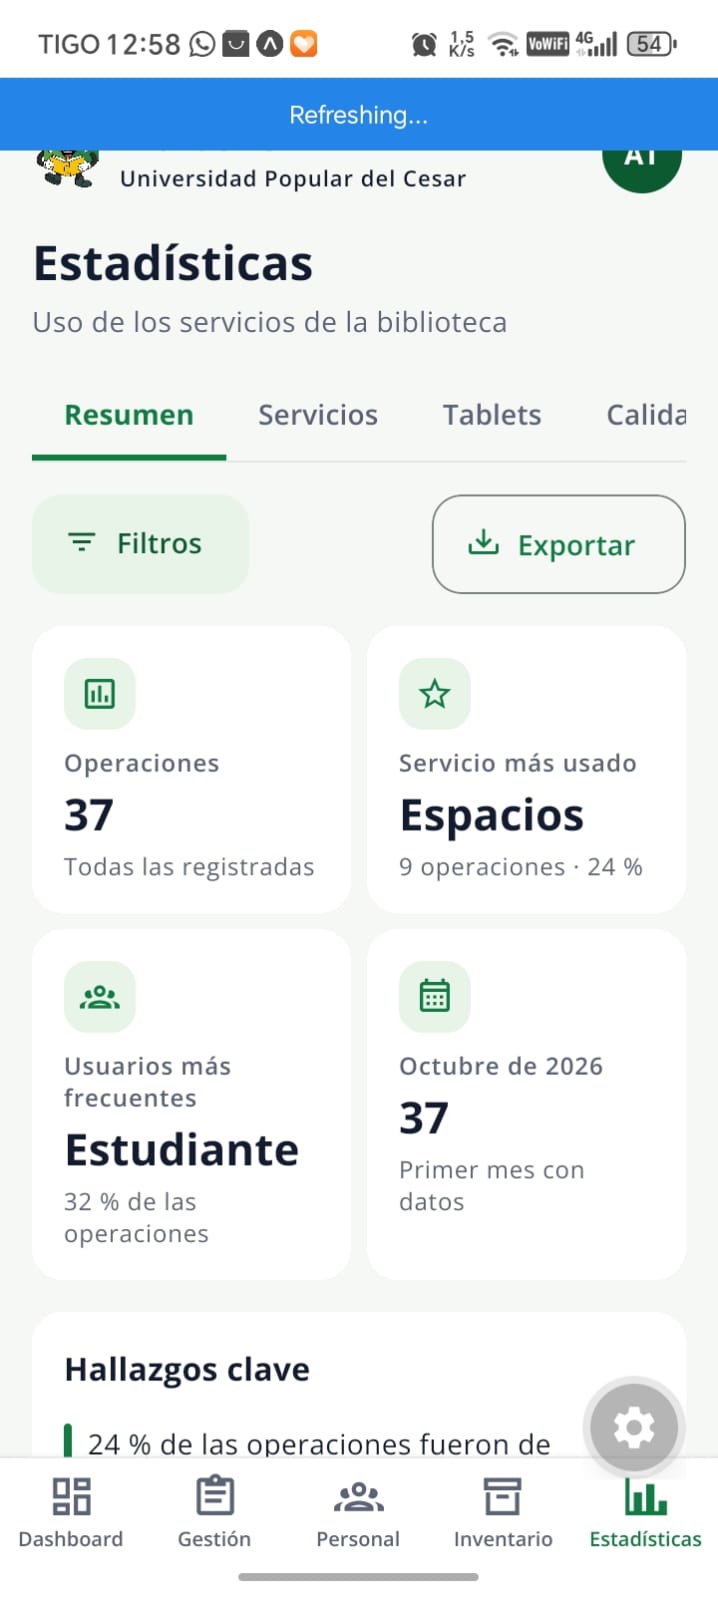 TIGO 12:58
1,5
K/s
VoWiFi
4G
54
Refreshing...
Universidad Popular del Cesar
Estadísticas
Uso de los servicios de la biblioteca
Resumen Servicios Tablets Calida
Filtros Exportar
Operaciones
37
Todas las registradas
Servicio más usado
Espacios
9 operaciones · 24 %
Usuarios más
frecuentes
Estudiante
32 % de las
operaciones
Octubre de 2026
37
Primer mes con
datos
Hallazgos clave
24 % de las operaciones fueron de
Dashboard Gestión Personal Inventario Estadísticas